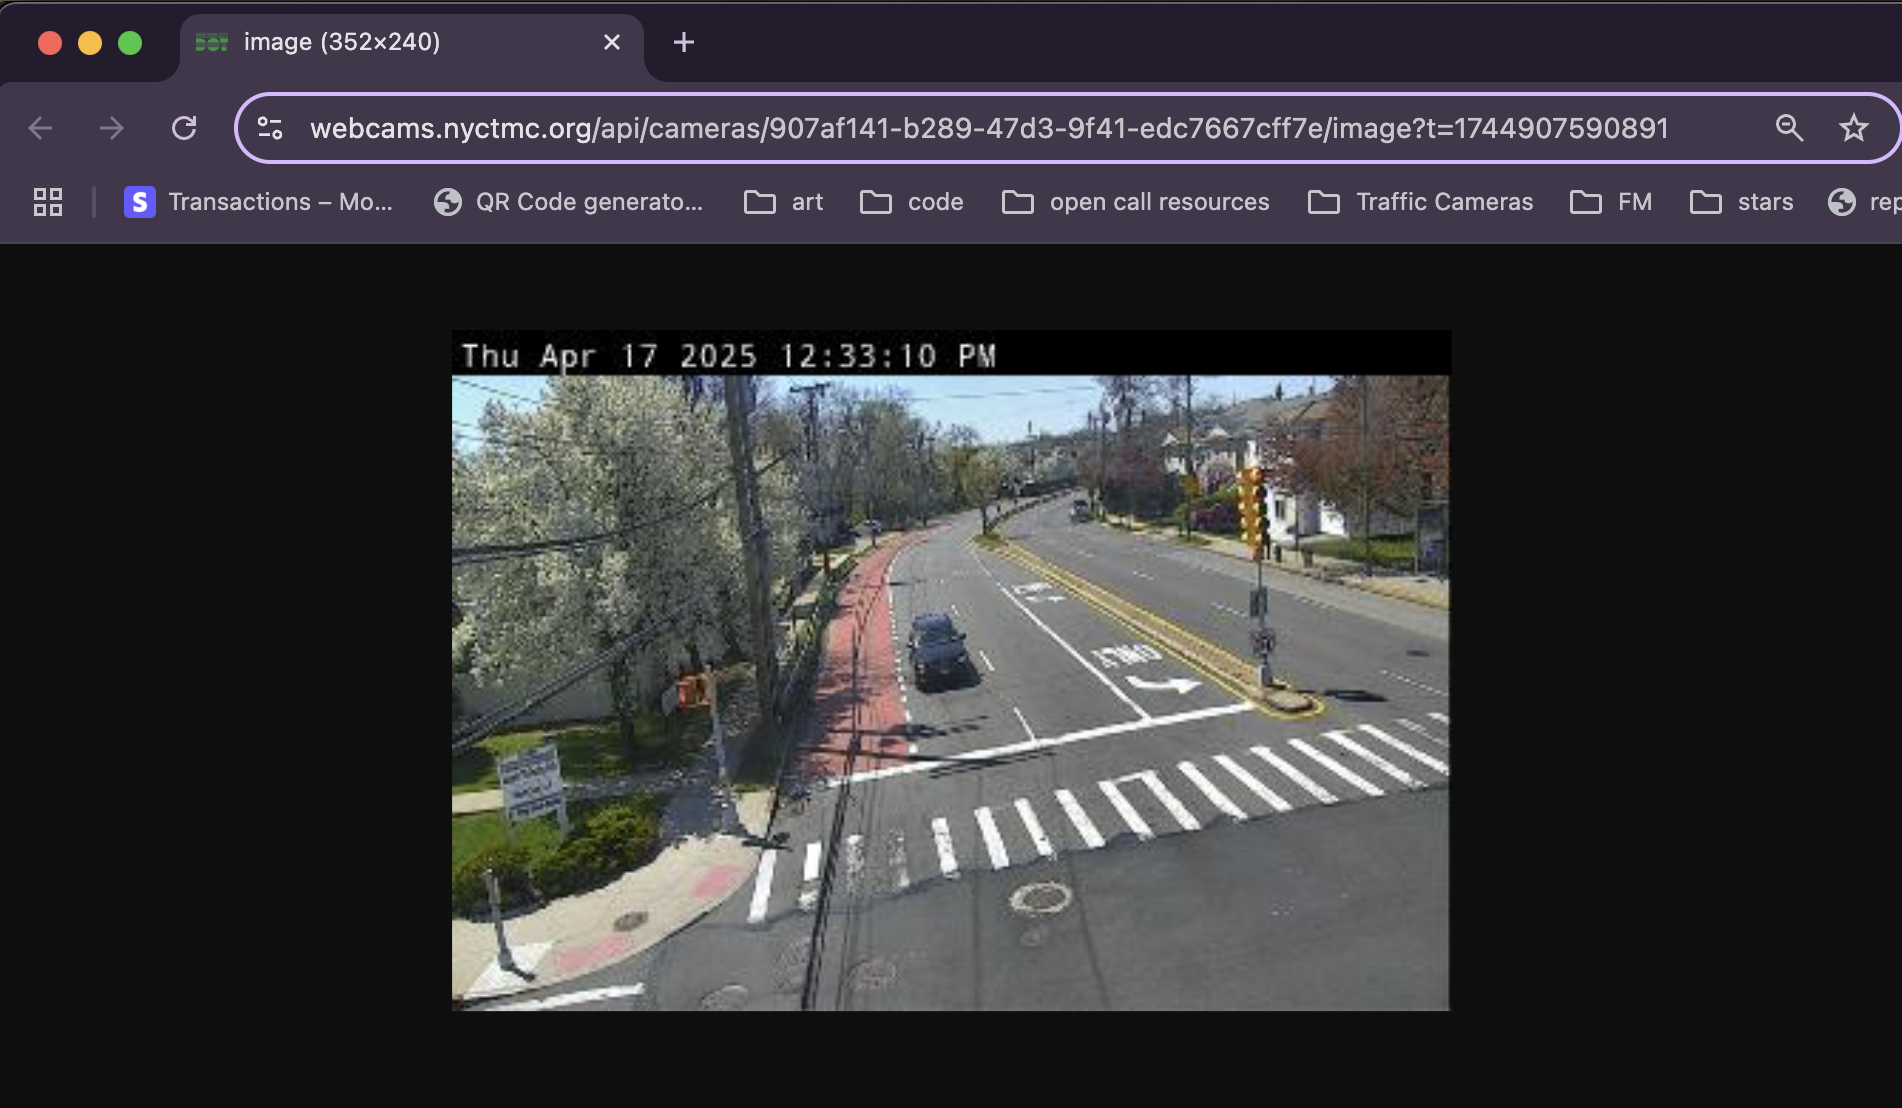 image (352×240)
webcams.nyctmc.org/api/cameras/907af141-b289-47d3-9f41-edc7667cff7e/image?t=1744907590891
S Transactions – Mo... QR Code generato... art code open call resources Traffic Cameras FM stars rep
Thu Apr 17 2025 12:33:10 PM
ONLY